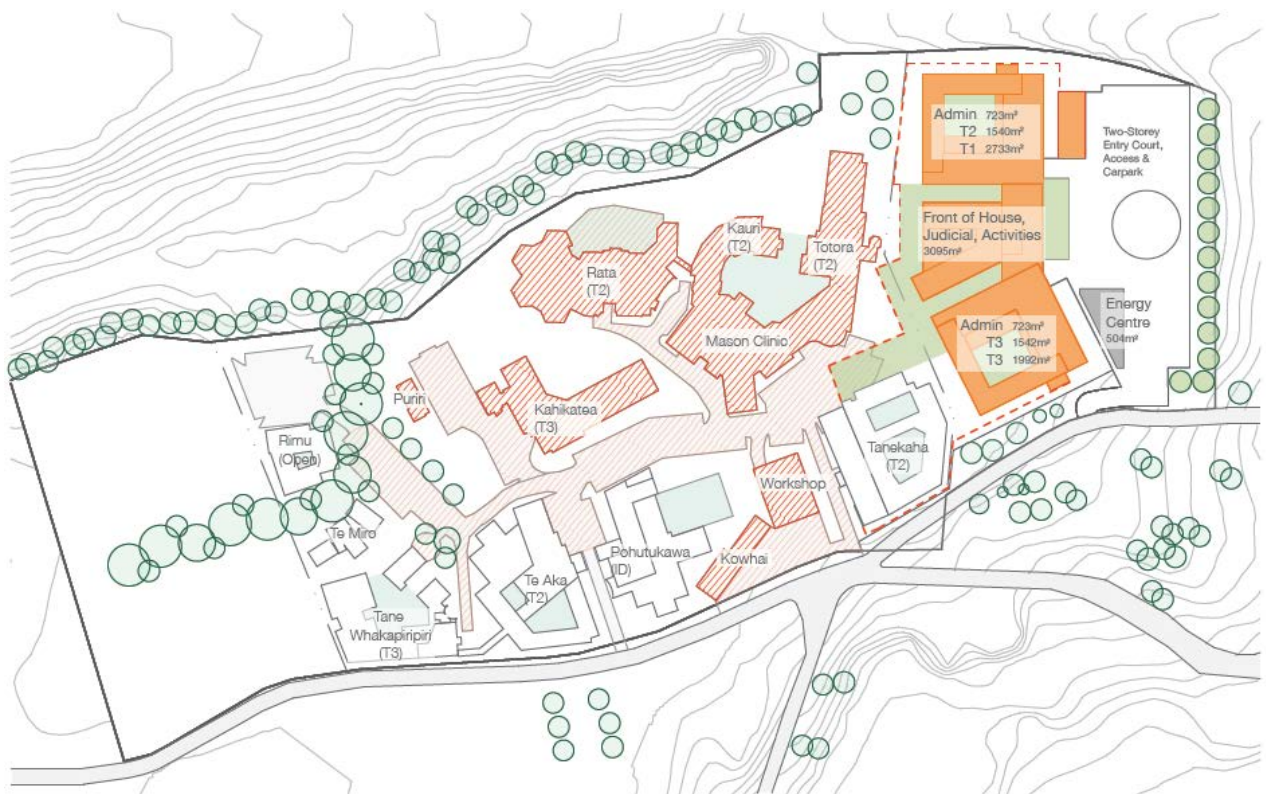 Admin 723m²
T2 1540m²
T1 2733m²
Two-Storey
Entry Court,
Access &
Carpark
Front of House,
Judicial, Activities
3095m²
Kauri
(T2)
Totora
(T2)
Rata
(T2)
Mason Clinic
Admin 723m²
T3 1542m²
T3 1992m²
Energy
Centre
504m²
Puriri
Kahikatea
(T3)
Rimu
(Open)
Tanekaha
(T2)
Workshop
Te Miro
Pohutukawa
(ID)
Kowhai
Te Aka
(T2)
Tane
Whakapiripiri
(T3)